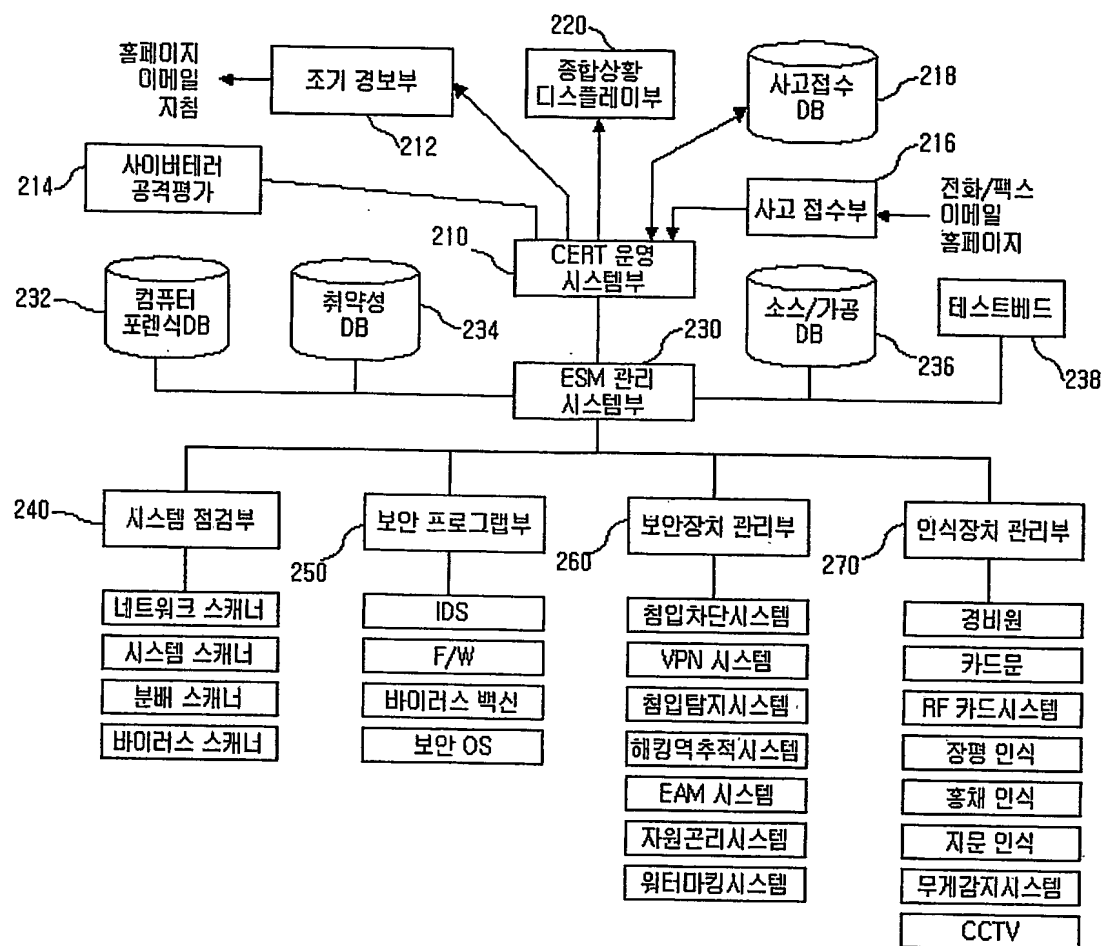 220
홈페이지
이메일
지침
조기 경보부
212
종합상황
디스플레이부
사고접수
DB
218
214
사이버테러
공격평가
216
사고 접수부
전화/팩스
이메일
홈페이지
210
CERT 운영
시스템부
232
컴퓨터
포렌식DB
취약성
DB
234
230
소스/가공
DB
236
테스트베드
238
ESM 관리
시스템부
240
시스템 점검부
보안 프로그랩부
250
보안장치 관리부
260
인식장치 관리부
270
네트워크 스캐너
시스템 스캐너
분배 스캐너
바이러스 스캐너
IDS
F/W
바이러스 백신
보안 OS
침입차단시스템
VPN 시스템
침입탐지시스템
해킹역추적시스템
EAM 시스템
자원관리시스템
워터마킹시스템
경비원
카드문
RF 카드시스템
장평 인식
홍채 인식
지문 인식
무게감지시스템
CCTV